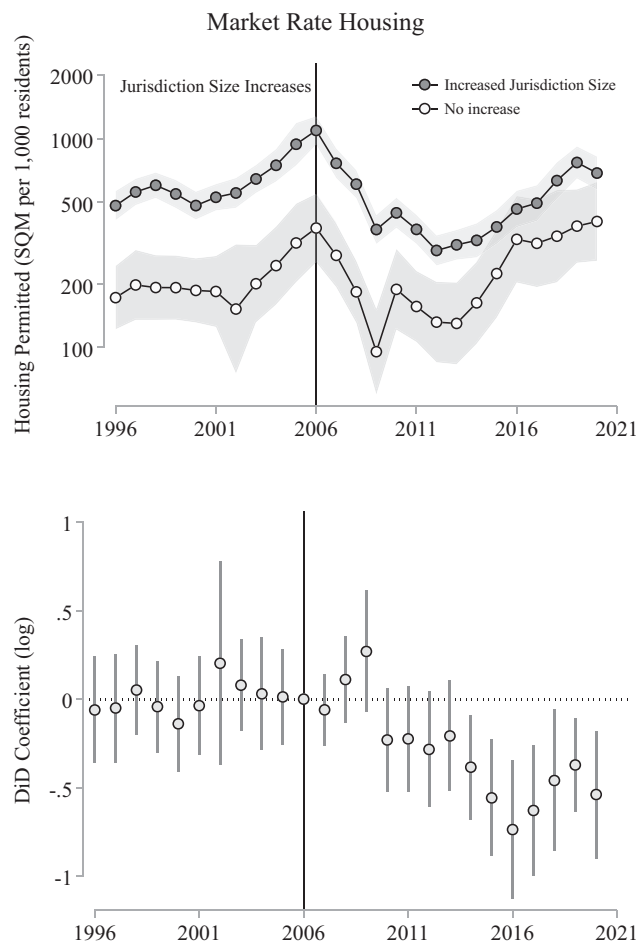 Market Rate Housing
Housing Permitted (SQM per 1,000 residents)
2000
1000
500
200
100
Jurisdiction Size Increases
Increased Jurisdiction Size
No increase
1996 2001 2006 2011 2016 2021
DiD Coefficient (log)
1
.5
0
-.5
-1
1996 2001 2006 2011 2016 2021